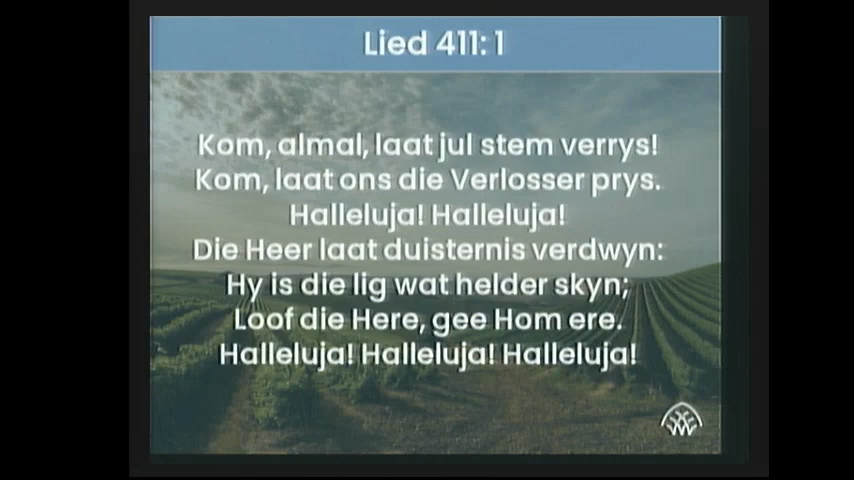 Lied 411: 1
Kom, almal, laat jul stem verrys!
Kom, laat ons die Verlosser prys.
Halleluja! Halleluja!
Die Heer laat duisternis verdwyn:
Hy is die lig wat helder skyn;
Loof die Here, gee Hom ere.
Halleluja! Halleluja! Halleluja!